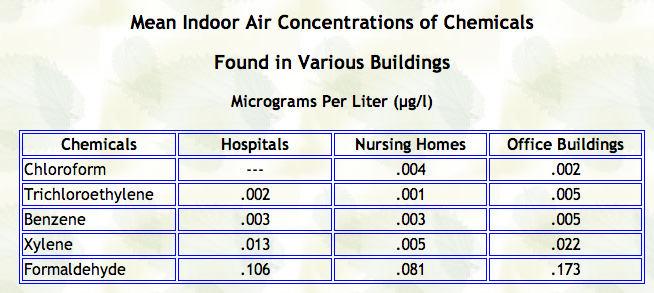 Mean Indoor Air Concentrations of Chemicals
Found in Various Buildings
Micrograms Per Liter (µg/l)
Chemicals Hospitals Nursing Homes Office Buildings
Chloroform --- .004 .002
Trichloroethylene .002 .001 .005
Benzene .003 .003 .005
Xylene .013 .005 .022
Formaldehyde .106 .081 .173